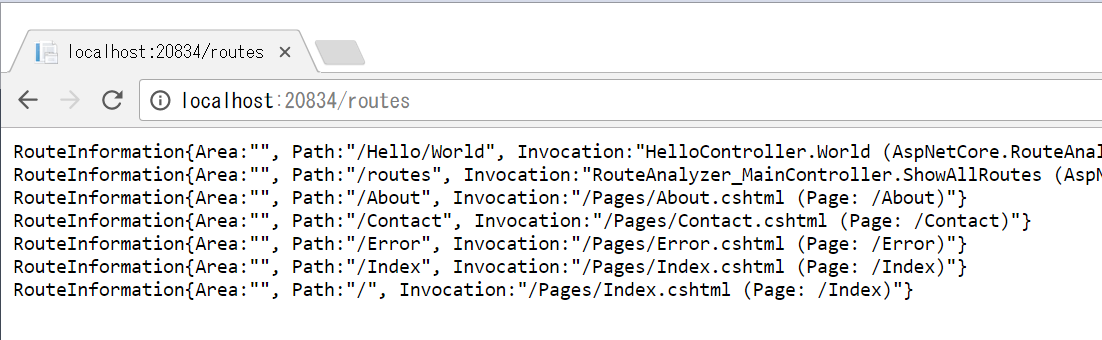 localhost:20834/routes
localhost:20834/routes
RouteInformation{Area:"", Path:"/Hello/World", Invocation:"HelloController.World (AspNetCore.RouteAnal
RouteInformation{Area:"", Path:"/routes", Invocation:"RouteAnalyzer_MainController.ShowAllRoutes (AspN
RouteInformation{Area:"", Path:"/About", Invocation:"/Pages/About.cshtml (Page: /About)"}
RouteInformation{Area:"", Path:"/Contact", Invocation:"/Pages/Contact.cshtml (Page: /Contact)"}
RouteInformation{Area:"", Path:"/Error", Invocation:"/Pages/Error.cshtml (Page: /Error)"}
RouteInformation{Area:"", Path:"/Index", Invocation:"/Pages/Index.cshtml (Page: /Index)"}
RouteInformation{Area:"", Path:"/", Invocation:"/Pages/Index.cshtml (Page: /Index)"}